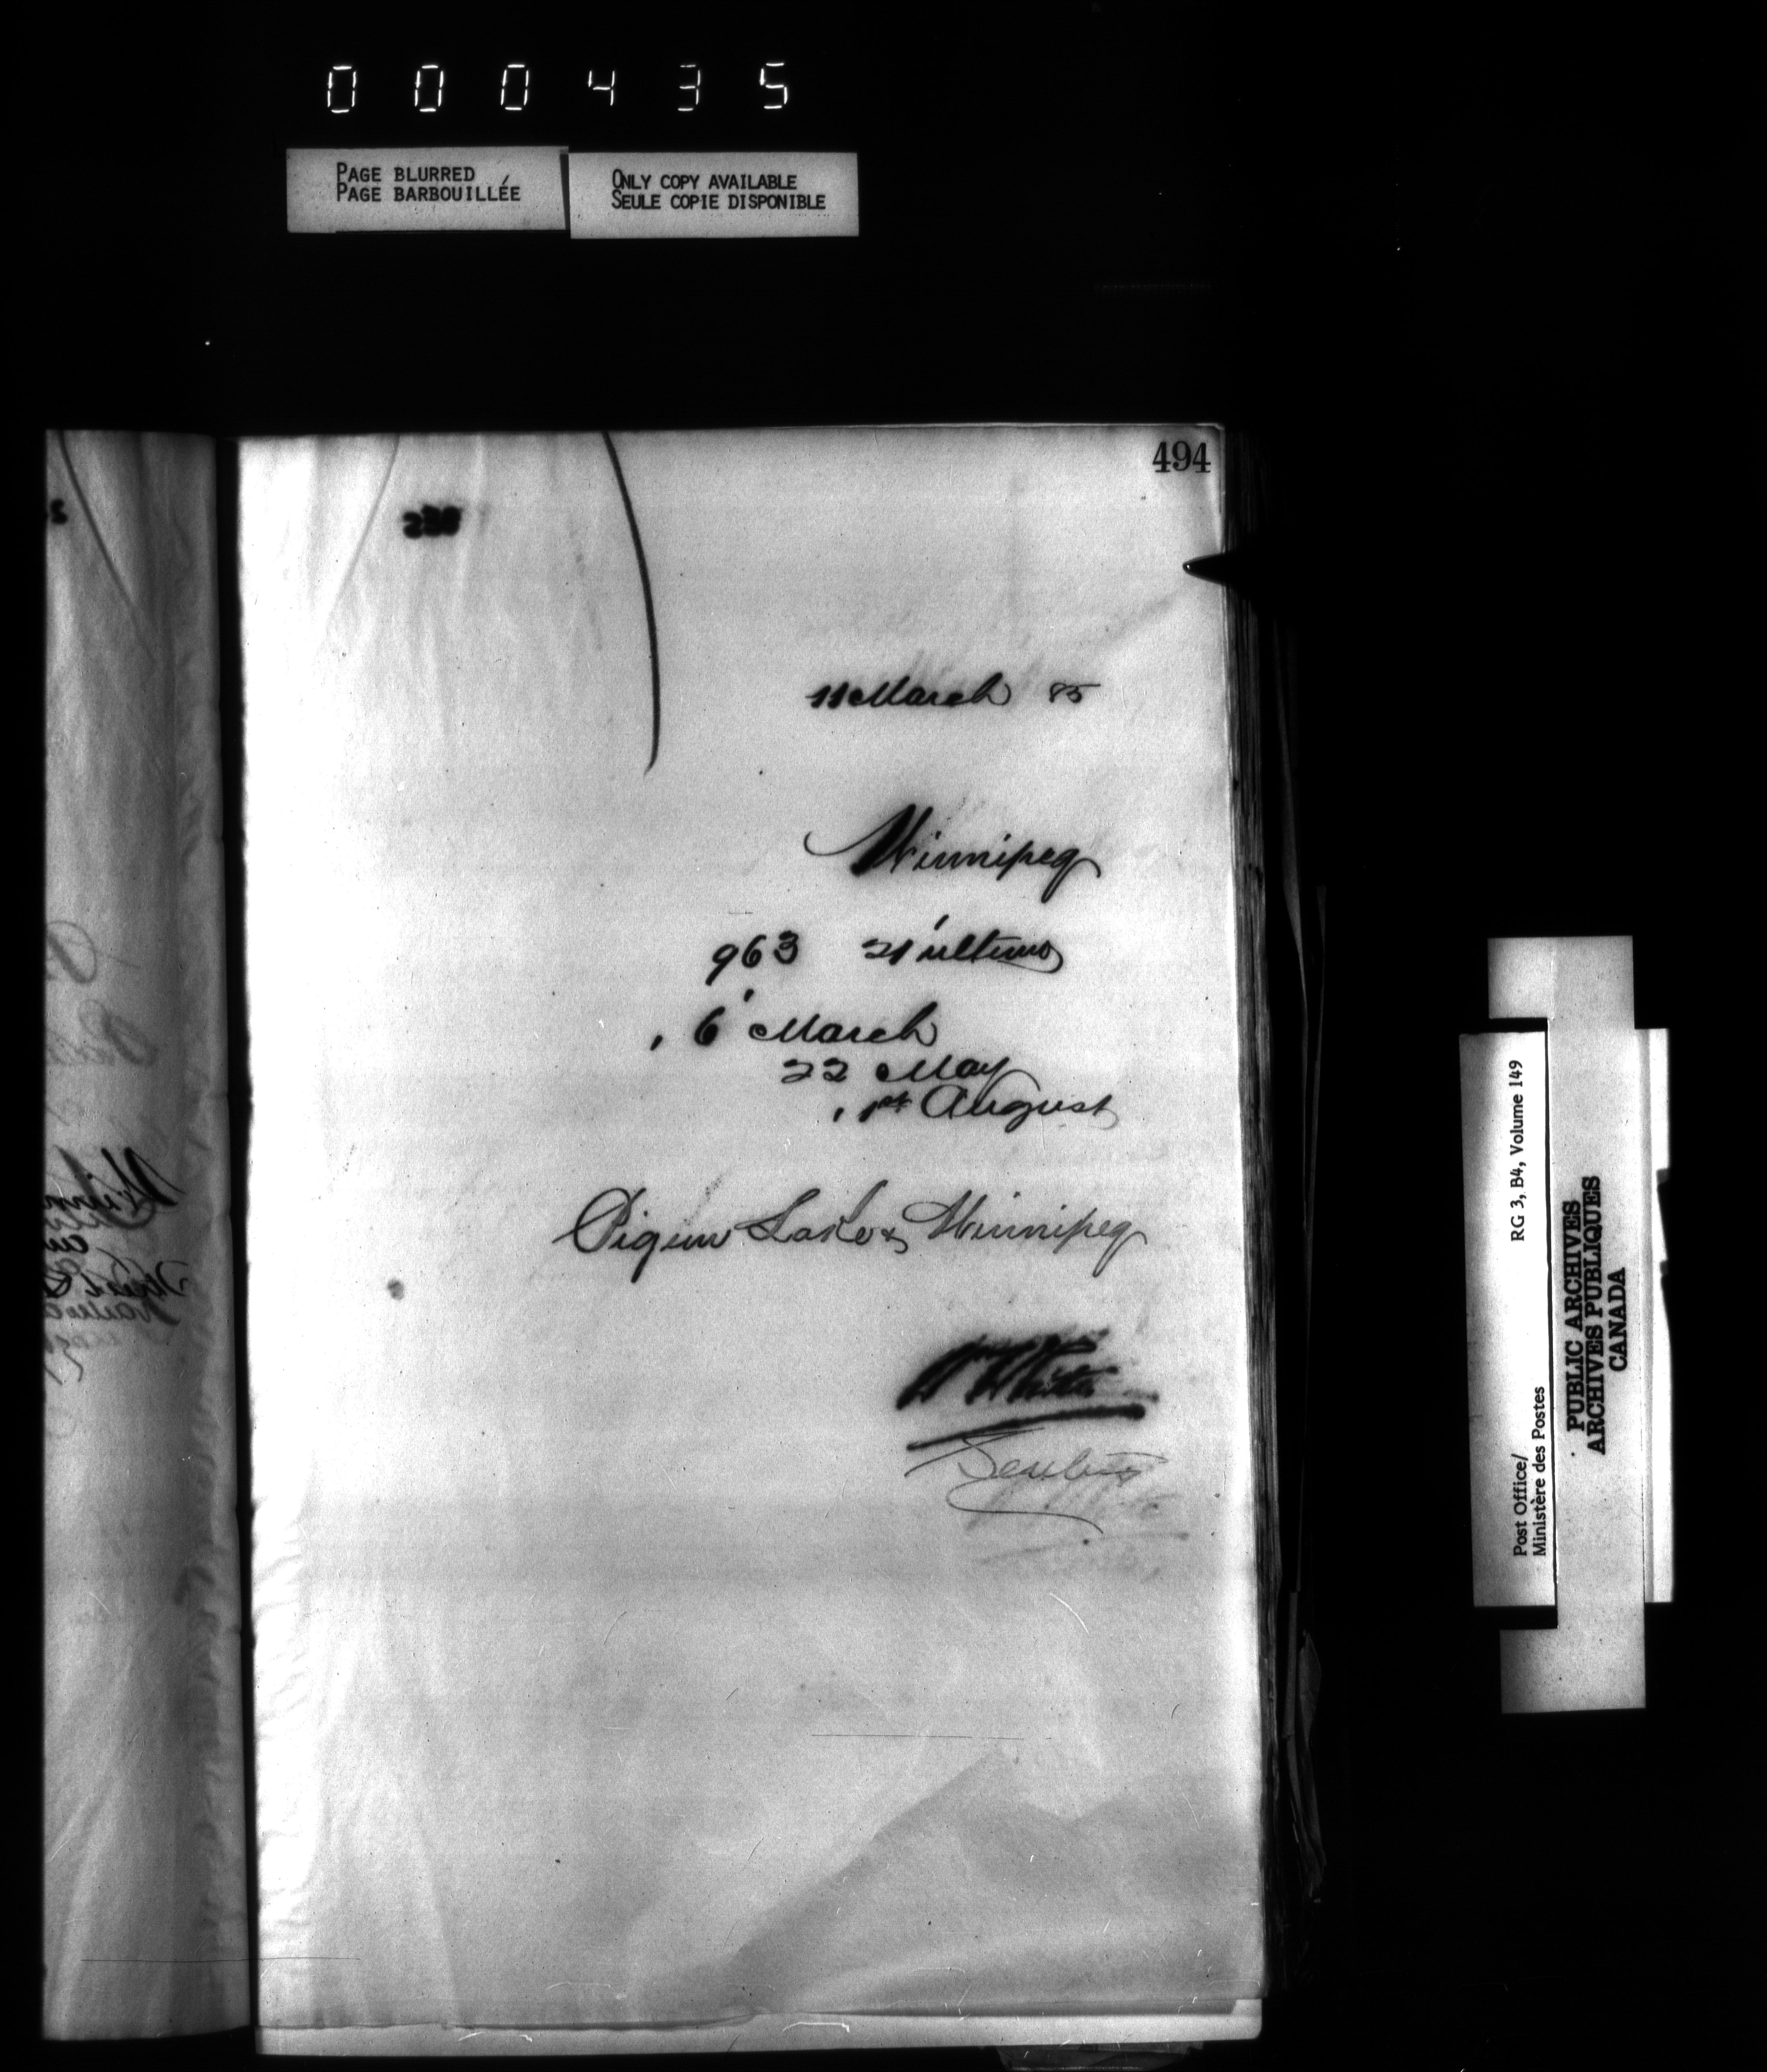 000435
PAGE BLURRED
PAGE BARBOUILLÉE
ONLY COPY AVAILABLE
SEULE COPIE DISPONIBLE
494
11 March 85
Winnipeg
963 21 ultimo
6 March
22 May
1st August
Pigeon Lake & Winnipeg
W White
Post Office/
Ministère des Postes
RG 3, B4, Volume 149
PUBLIC ARCHIVES
ARCHIVES PUBLIQUES
CANADA